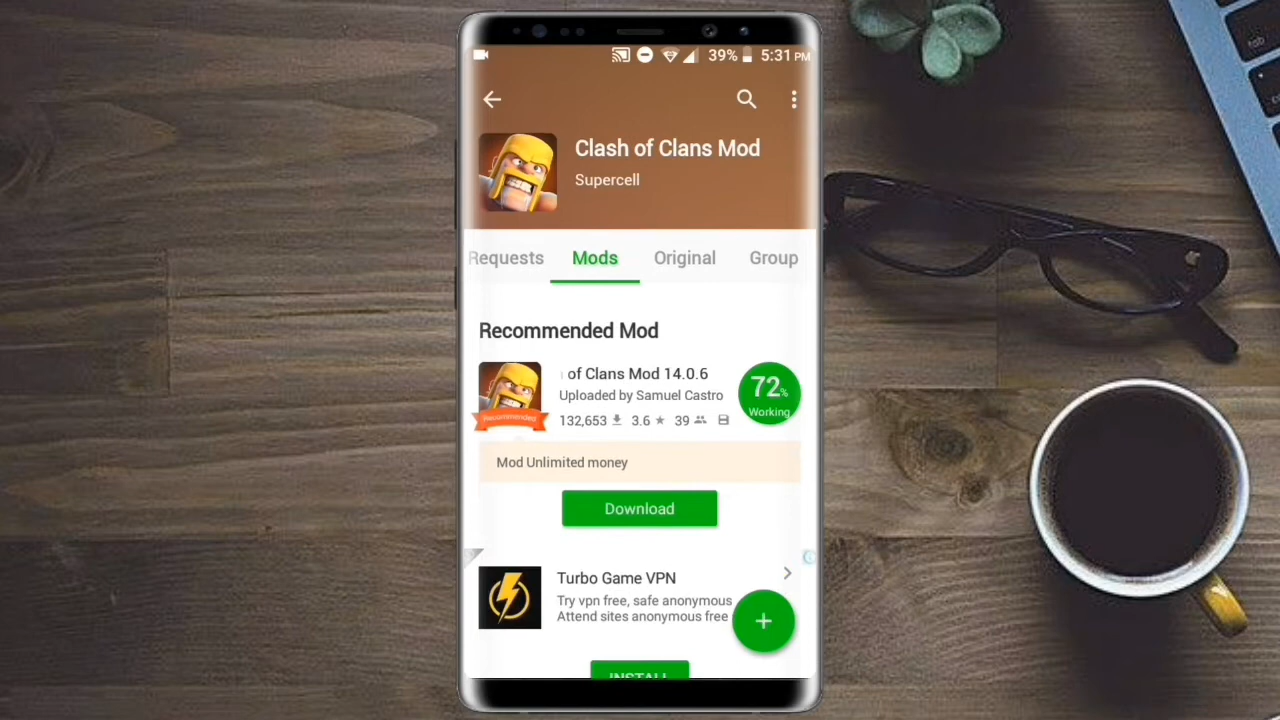 39% 5:31 PM
Clash of Clans Mod
Supercell
Requests Mods Original Group
Recommended Mod
of Clans Mod 14.0.6
Uploaded by Samuel Castro
Recommended
132,653 3.6 39
72%
Working
Mod Unlimited money
Download
Turbo Game VPN
Try vpn free, safe anonymous
Attend sites anonymous free
+
INSTALL
tab